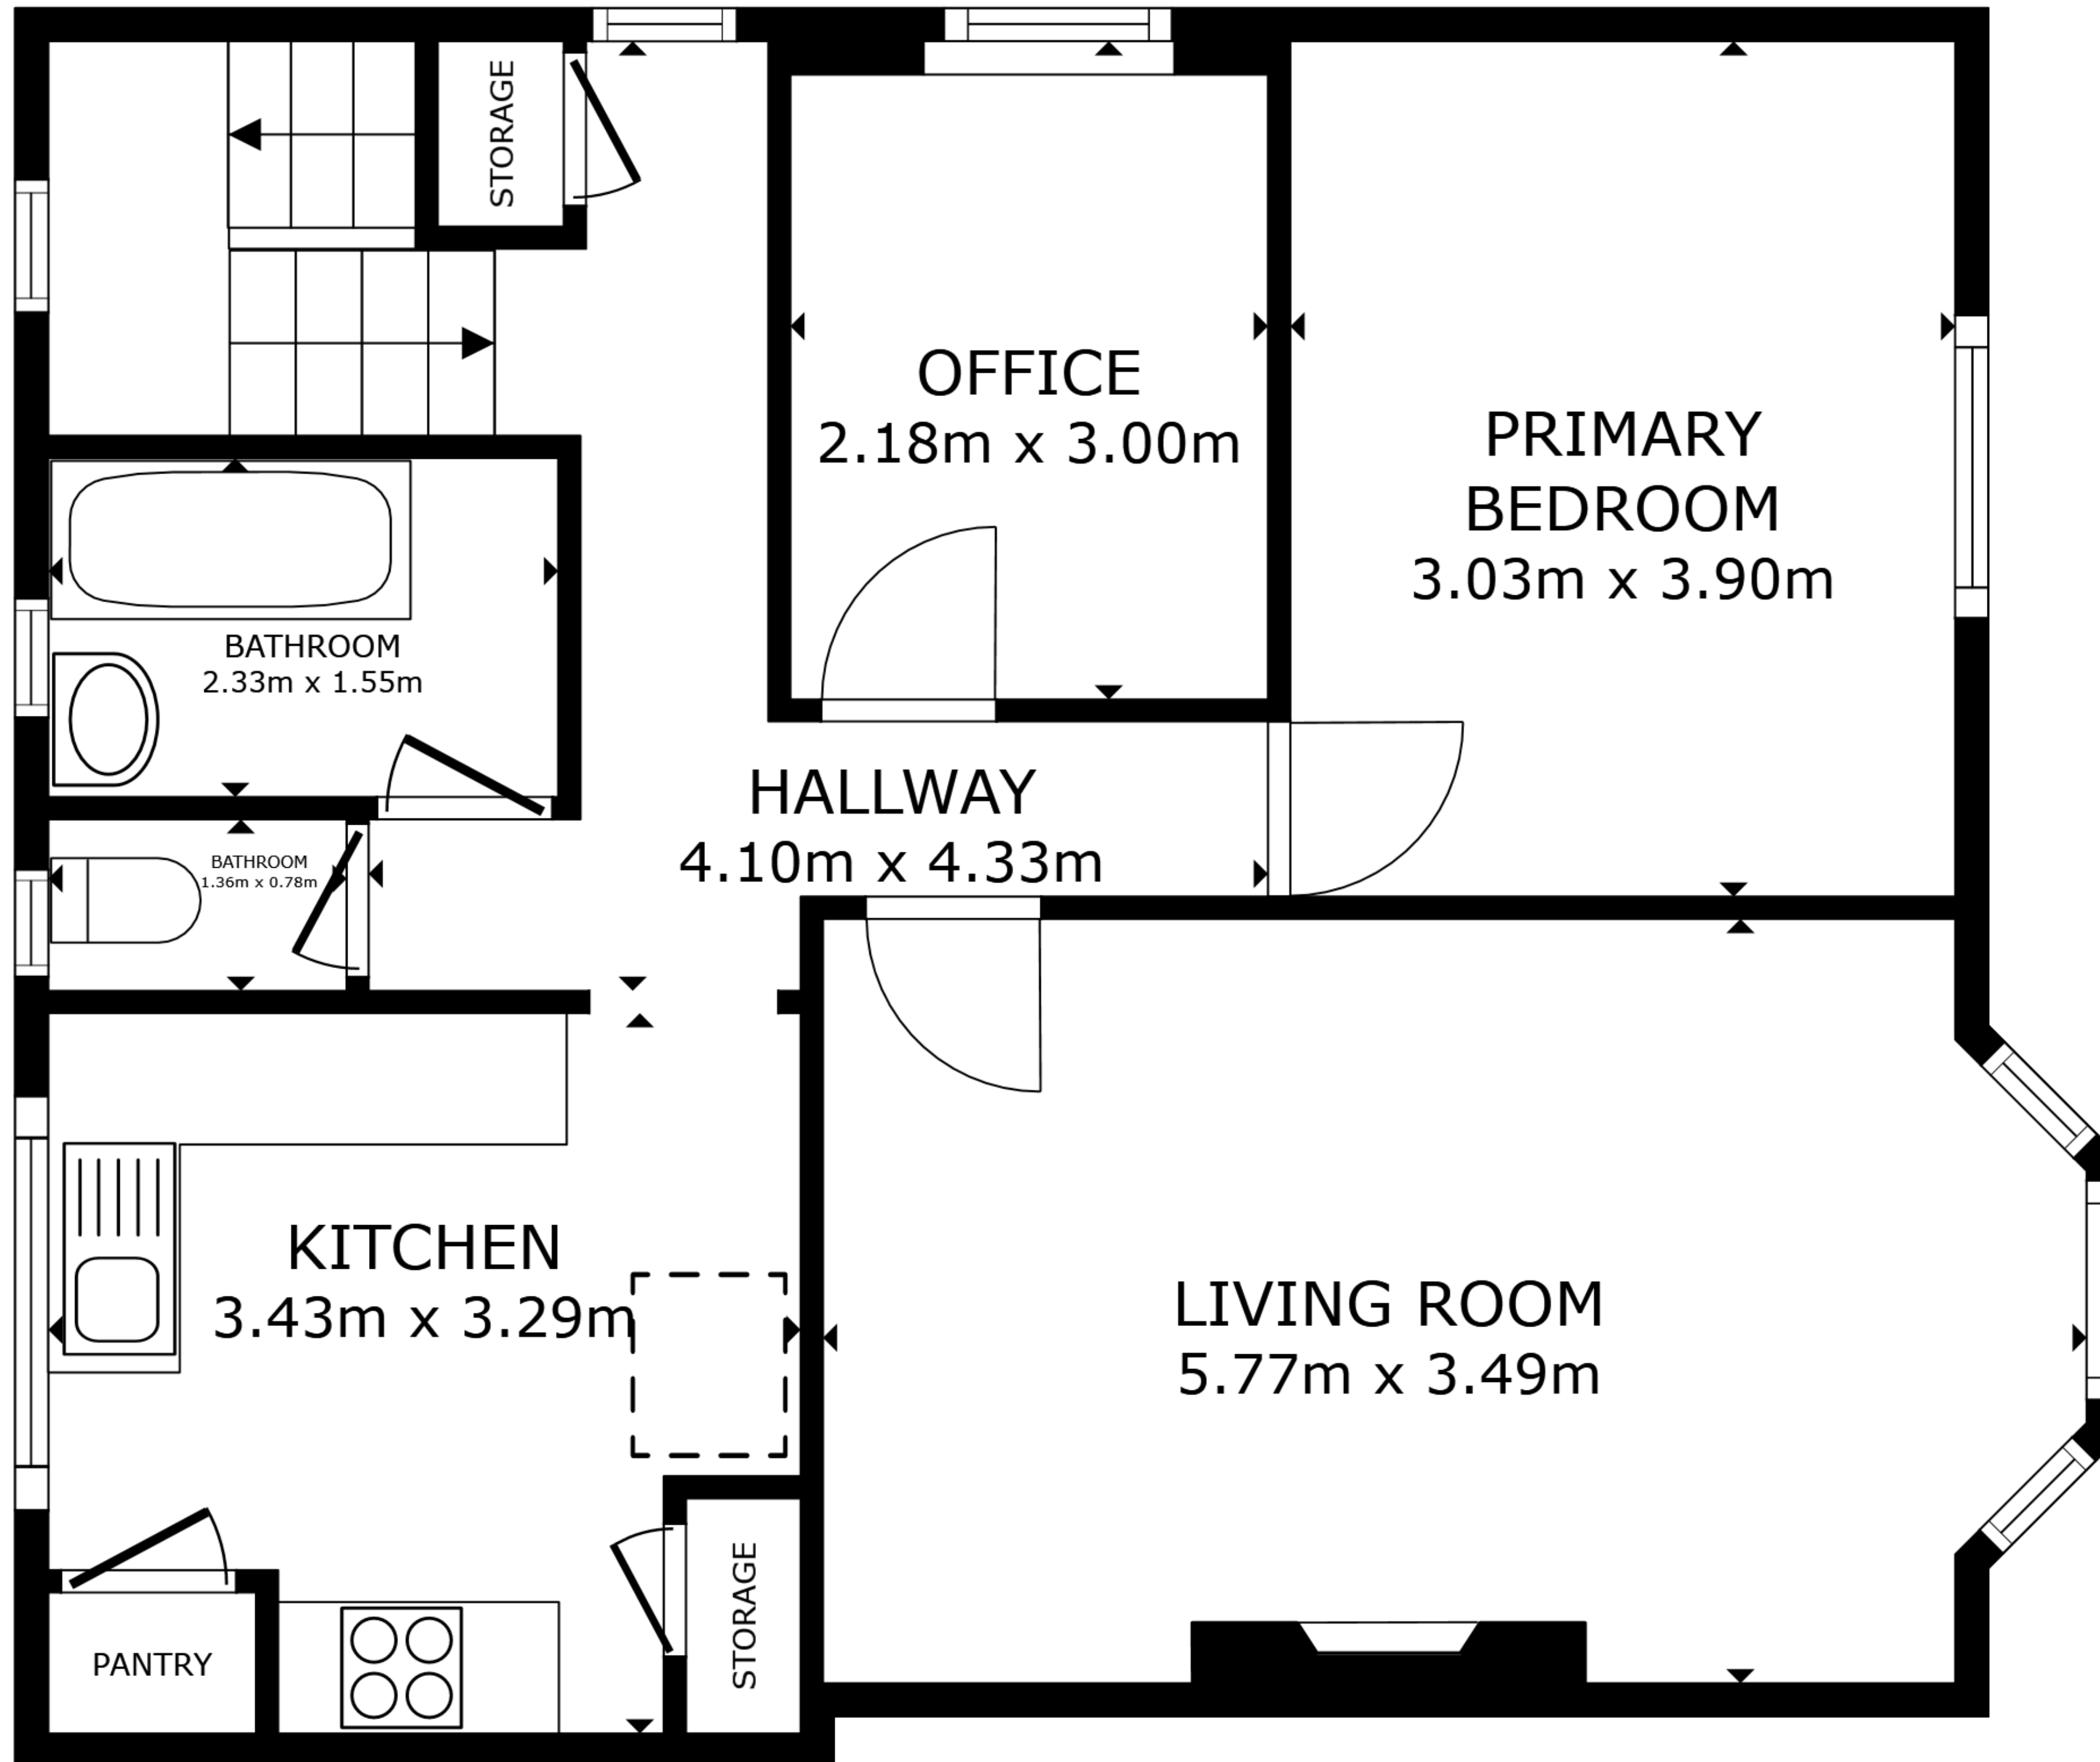 STORAGE
OFFICE
2.18m x 3.00m
PRIMARY
BEDROOM
3.03m x 3.90m
BATHROOM
2.33m x 1.55m
HALLWAY
4.10m x 4.33m
BATHROOM
1.36m x 0.78m
KITCHEN
3.43m x 3.29m
LIVING ROOM
5.77m x 3.49m
STORAGE
PANTRY